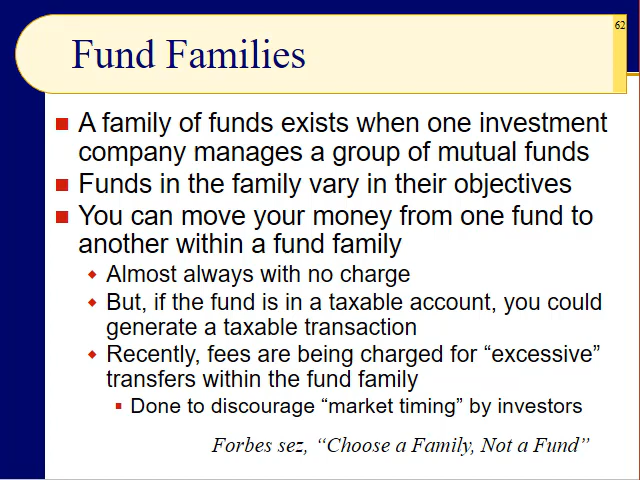 62
Fund Families
A family of funds exists when one investment
company manages a group of mutual funds
Funds in the family vary in their objectives
You can move your money from one fund to
another within a fund family
Almost always with no charge
But, if the fund is in a taxable account, you could
generate a taxable transaction
Recently, fees are being charged for “excessive”
transfers within the fund family
Done to discourage “market timing” by investors
Forbes sez, “Choose a Family, Not a Fund”